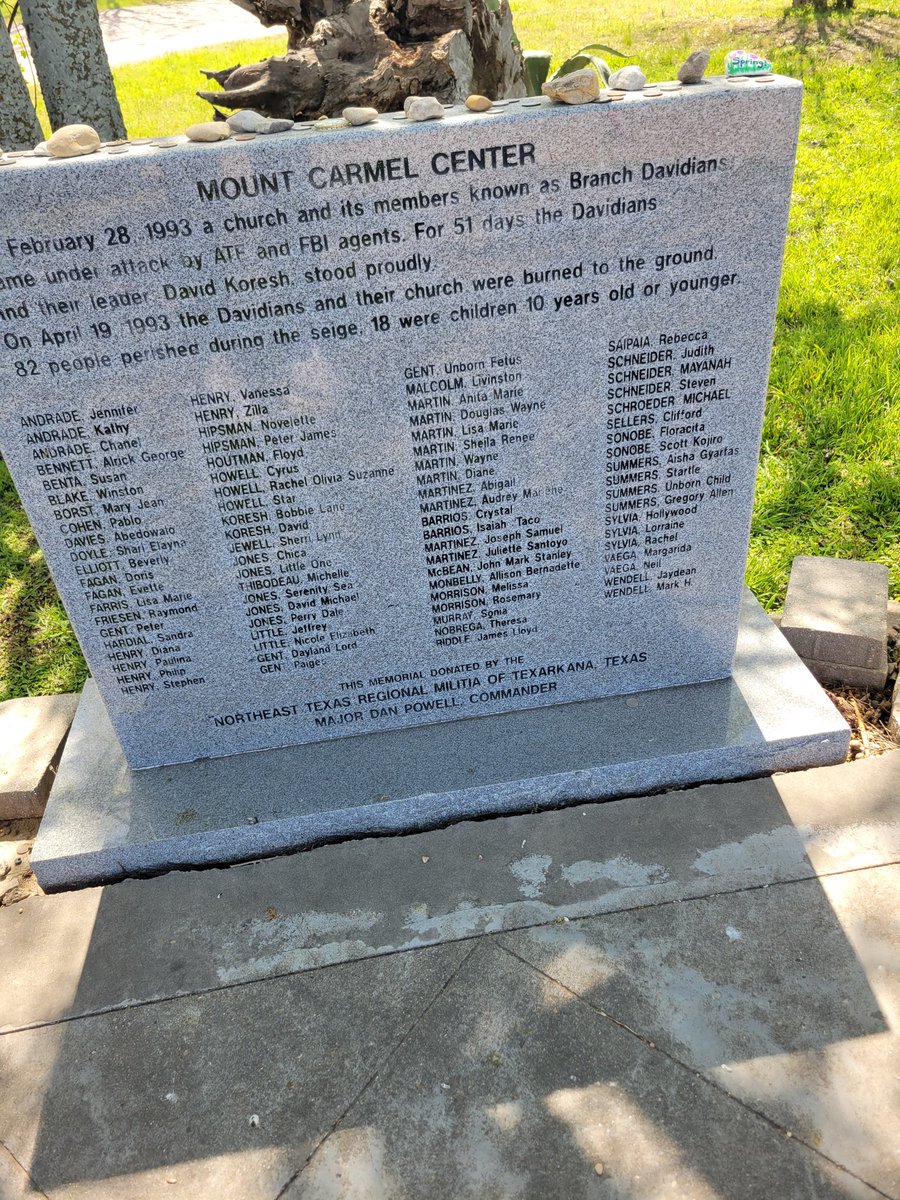 Spring!
MOUNT CARMEL CENTER
February 28, 1993 a church and its members known as Branch Davidians
ame under attack by ATF and FBI agents. For 51 days the Davidians
and their leader, David Koresh, stood proudly.
On April 19, 1993 the Davidians and their church were burned to the ground.
82 people perished during the seige. 18 were children 10 years old or younger.
ANDRADE, Jennifer
ANDRADE, Kathy
ANDRADE, Chanel
BENNETT, Alock George
BENTA, Susan
BLAKE, Winston
BORST, Mary Jean
COHEN, Pablo
DAVIES, Abedowalo
DOYLE, Shari Elayne
ELLIOTT, Beverly
FAGAN, Doris
FAGAN, Evette
FARRIS, Lisa Marie
FRIESEN, Raymond
GENT, Peter
HARDIAL, Sandra
HENRY, Diana
HENRY, Paulina
HENRY, Philip
HENRY, Stephen
HENRY, Vanessa
HENRY, Zilla
HIPSMAN, Novelette
HIPSMAN, Peter James
HOUTMAN, Floyd
HOWELL, Cyrus
HOWELL, Rachel Olivia Suzanne
HOWELL, Star
KORESH, Bobbie Lane
KORESH, David
JEWELL, Sherri Lynn
JONES, Chica
JONES, Little One
THIBODEAU, Michelle
JONES, Serenity Sea
JONES, David Michael
JONES, Perry Dale
LITTLE, Jeffrey
LITTLE, Nicole Elizabeth
GENT, Dayland Lord
GENT, Paiges
GENT, Unborn Fetus
MALCOLM, Livinston
MARTIN, Anita Marie
MARTIN, Douglas Wayne
MARTIN, Lisa Marie
MARTIN, Sheila Renee
MARTIN, Wayne
MARTIN, Diane
MARTINEZ, Abigail
MARTINEZ, Audrey Marlene
BARRIOS, Crystal
BARRIOS, Isaiah 'Taco'
MARTINEZ, Joseph Samuel
MARTINEZ, Juliette Santoyo
McBEAN, John Mark Stanley
MONBELLY, Allison Bernadette
MORRISON, Melissa
MORRISON, Rosemary
MURRAY, Sonia
NOBREGA, Theresa
RIDDLE, James Lloyd
SAIPAIA, Rebecca
SCHNEIDER, Judith
SCHNEIDER, MAYANAH
SCHNEIDER, Steven
SCHROEDER, MICHAEL
SELLERS, Clifford
SONOBE, Floracita
SONOBE, Scott Kojiro
SUMMERS, Aisha Gyarfas
SUMMERS, Startle
SUMMERS, Unborn Child
SUMMERS, Gregory Allen
SYLVIA, Hollywood
SYLVIA, Lorraine
SYLVIA, Rachel
VAEGA, Margarida
VAEGA, Neil
WENDELL, Jaydean
WENDELL, Mark H.
THIS MEMORIAL DONATED BY THE
NORTHEAST TEXAS REGIONAL MILITIA OF TEXARKANA, TEXAS
MAJOR DAN POWELL, COMMANDER